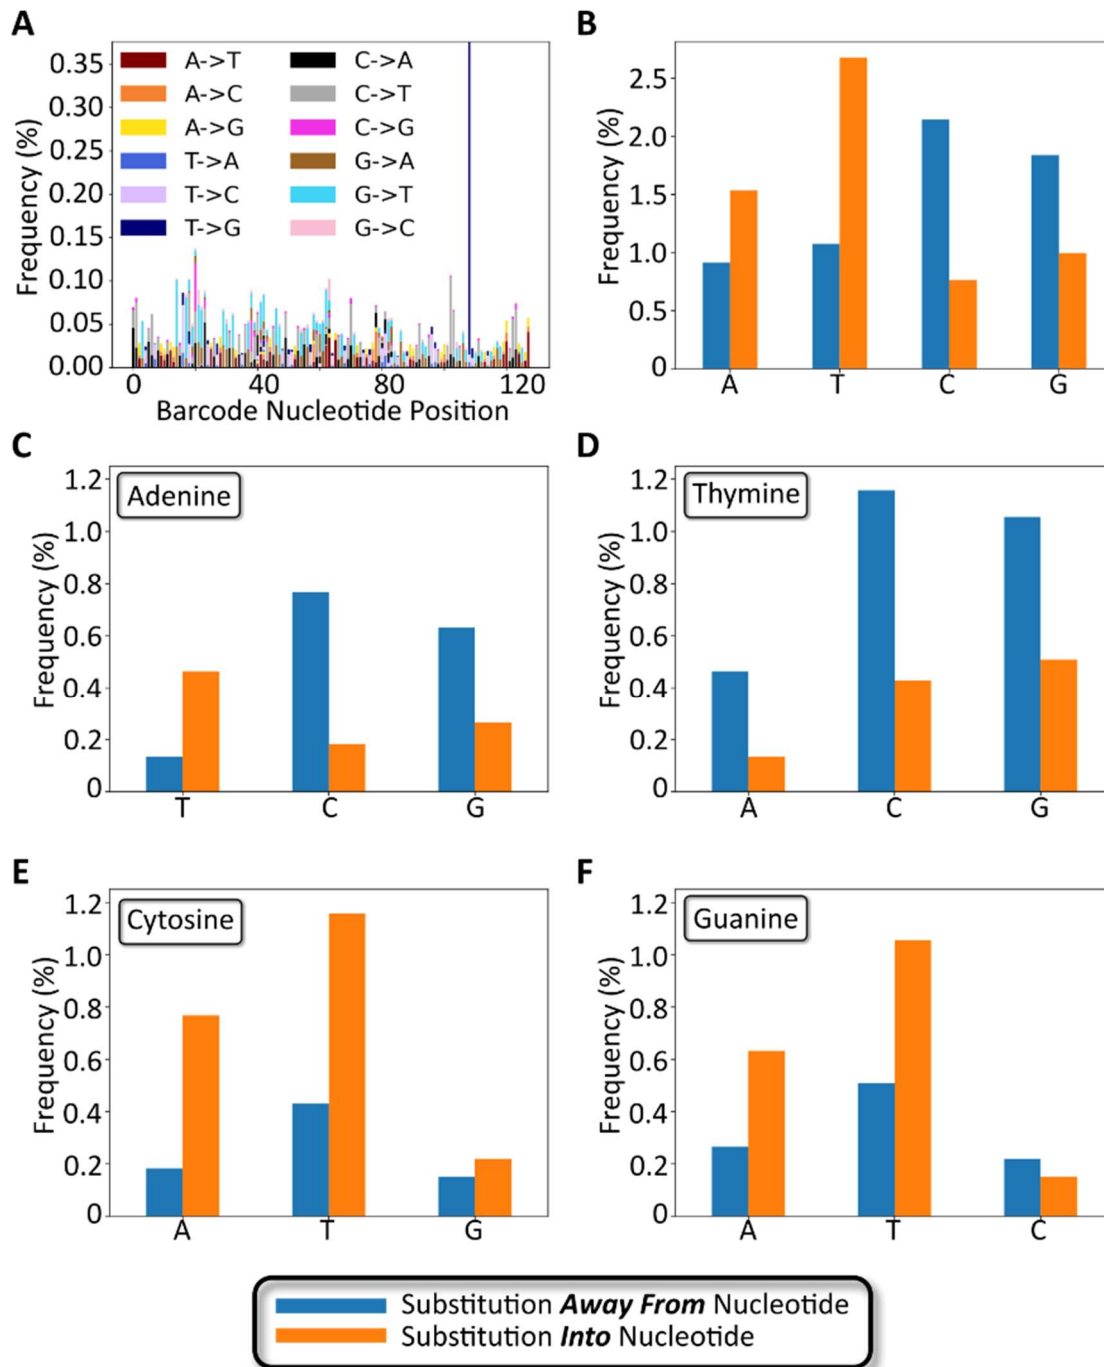 A
0.35
0.30
0.25
0.20
0.15
0.10
0.05
0.00
Frequency (%)
A->T
A->C
A->G
T->A
T->C
T->G
C->A
C->T
C->G
G->A
G->T
G->C
0 40 80 120
Barcode Nucleotide Position
B
2.5
2.0
1.5
1.0
0.5
0
Frequency (%)
A T C G
C
Adenine
1.2
1.0
0.8
0.6
0.4
0.2
0
Frequency (%)
T C G
D
Thymine
1.2
1.0
0.8
0.6
0.4
0.2
0
Frequency (%)
A C G
E
Cytosine
1.2
1.0
0.8
0.6
0.4
0.2
0
Frequency (%)
A T G
F
Guanine
1.2
1.0
0.8
0.6
0.4
0.2
0
Frequency (%)
A T C
Substitution Away From Nucleotide
Substitution Into Nucleotide